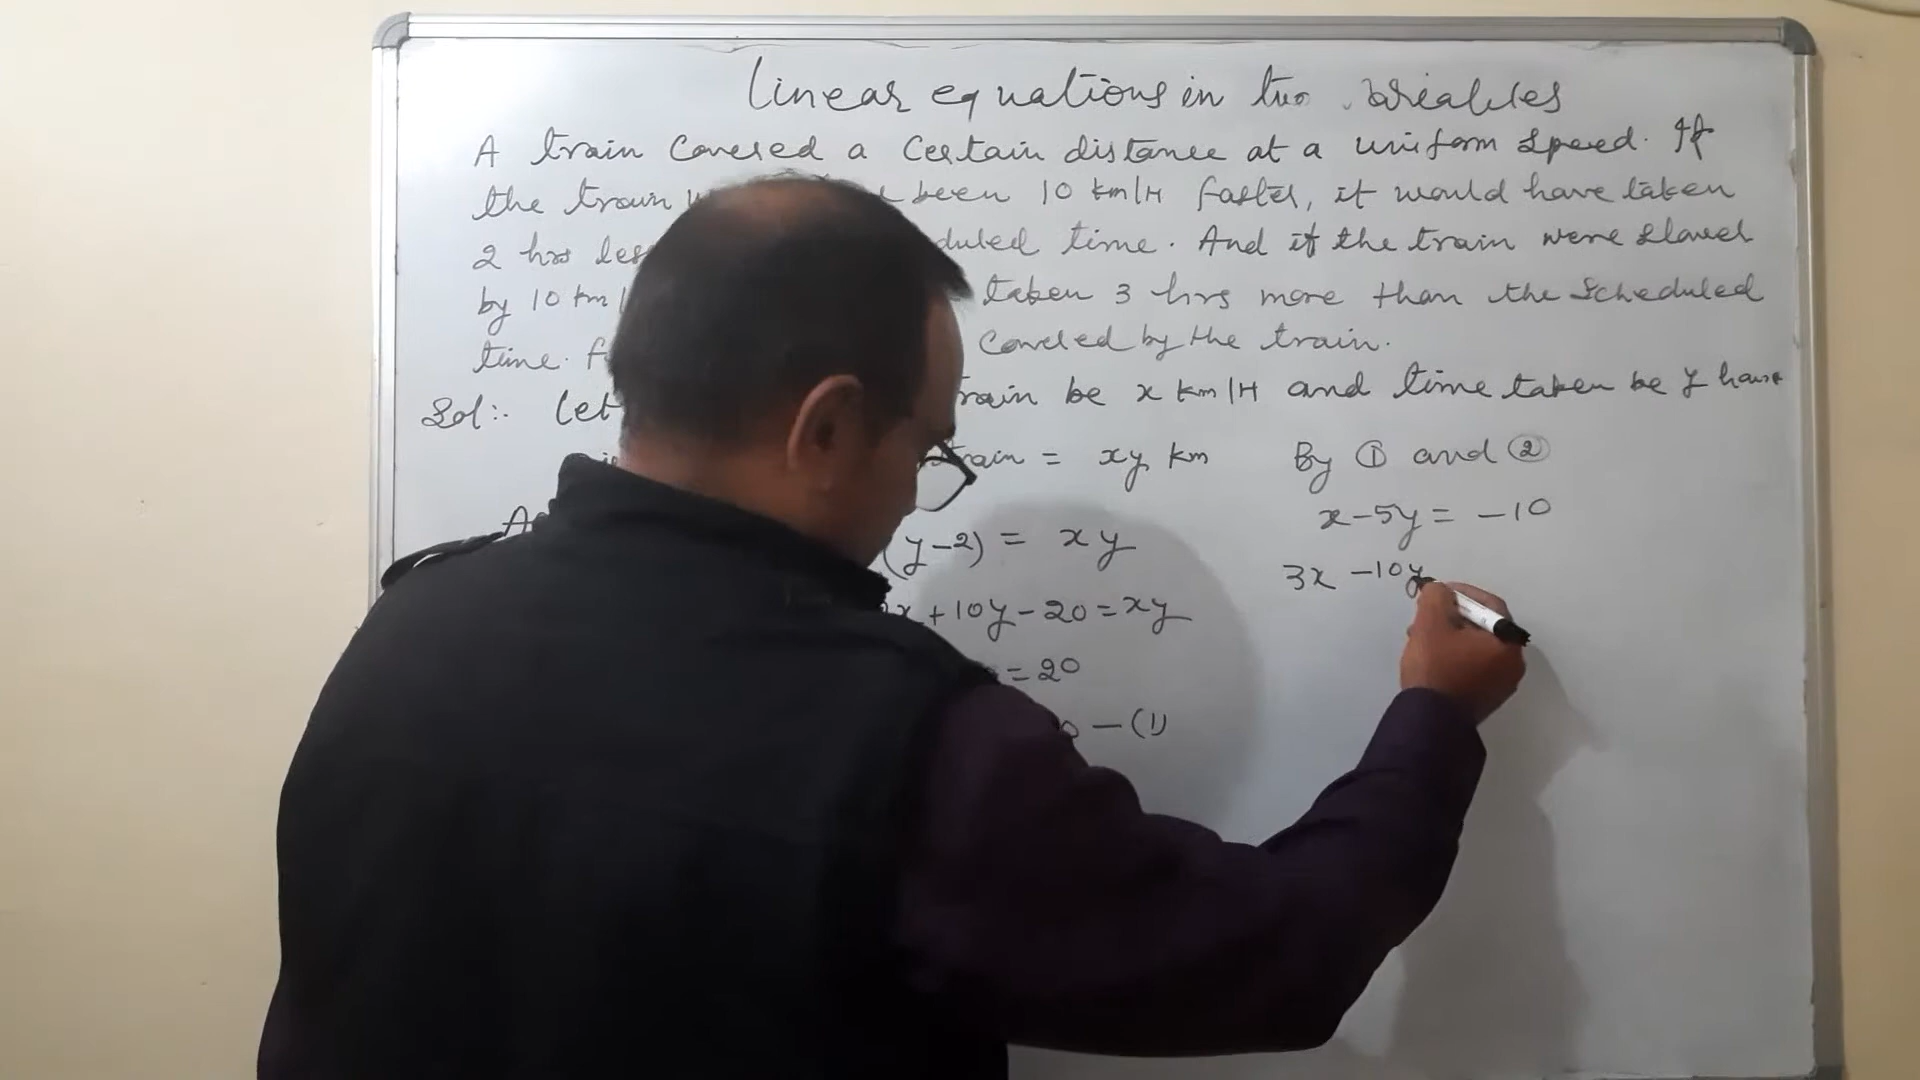 linear equations in two variables
A train covered a certain distance at a uniform speed. If
the train been 10 km/H faster, it would have taken
2 hrs duled time. And if the train were slower
by 10 km taken 3 hrs more than the scheduled
time. covered by the train.
Sol:- let rain be x km/H and time taken be y hours
train = xy km
(y-2) = xy
x+10y-20=xy
=20
—(1)
By ① and ②
x-5y = -10
3x -10y